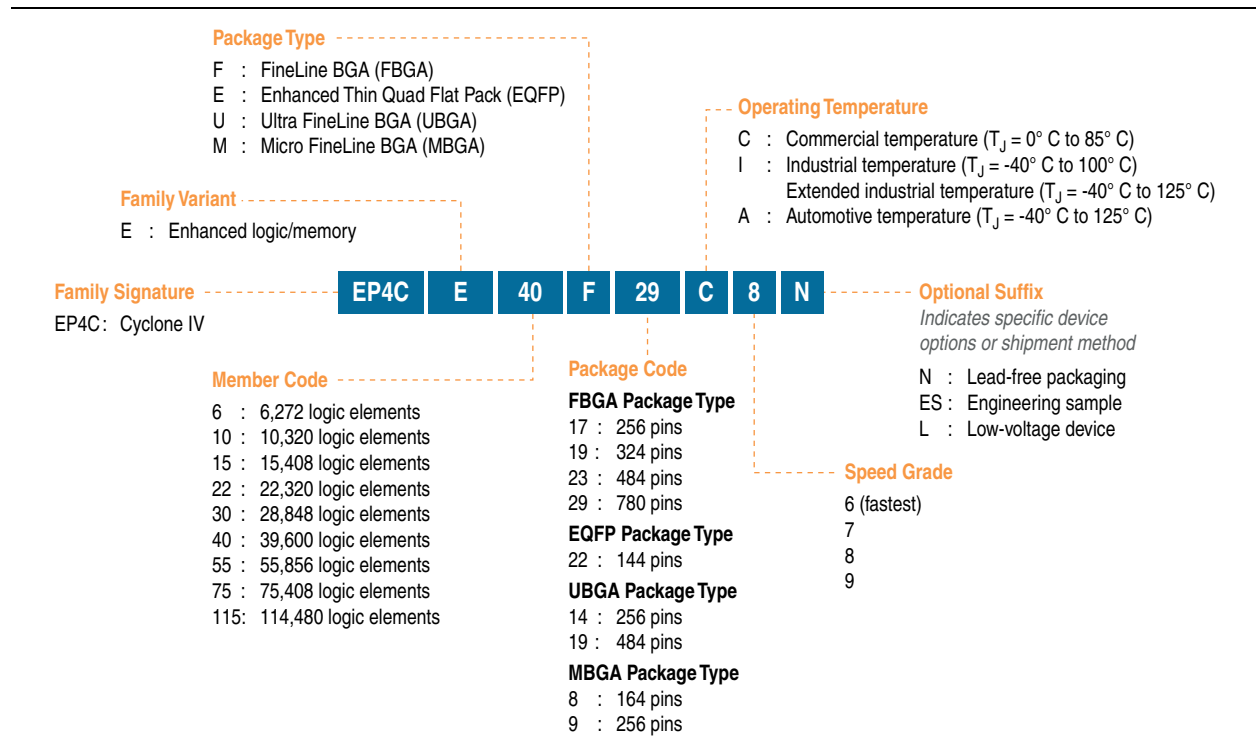 Package Type
F : FineLine BGA (FBGA)
E : Enhanced Thin Quad Flat Pack (EQFP)
U : Ultra FineLine BGA (UBGA)
M : Micro FineLine BGA (MBGA)
Operating Temperature
C : Commercial temperature (TJ = 0° C to 85° C)
I : Industrial temperature (TJ = -40° C to 100° C)
Extended industrial temperature (TJ = -40° C to 125° C)
A : Automotive temperature (TJ = -40° C to 125° C)
Family Variant
E : Enhanced logic/memory
Family Signature
EP4C : Cyclone IV
EP4C E 40 F 29 C 8 N
Optional Suffix
Indicates specific device
options or shipment method
N : Lead-free packaging
ES : Engineering sample
L : Low-voltage device
Member Code
6 : 6,272 logic elements
10 : 10,320 logic elements
15 : 15,408 logic elements
22 : 22,320 logic elements
30 : 28,848 logic elements
40 : 39,600 logic elements
55 : 55,856 logic elements
75 : 75,408 logic elements
115: 114,480 logic elements
Package Code
FBGA Package Type
17 : 256 pins
19 : 324 pins
23 : 484 pins
29 : 780 pins
EQFP Package Type
22 : 144 pins
UBGA Package Type
14 : 256 pins
19 : 484 pins
MBGA Package Type
8 : 164 pins
9 : 256 pins
Speed Grade
6 (fastest)
7
8
9